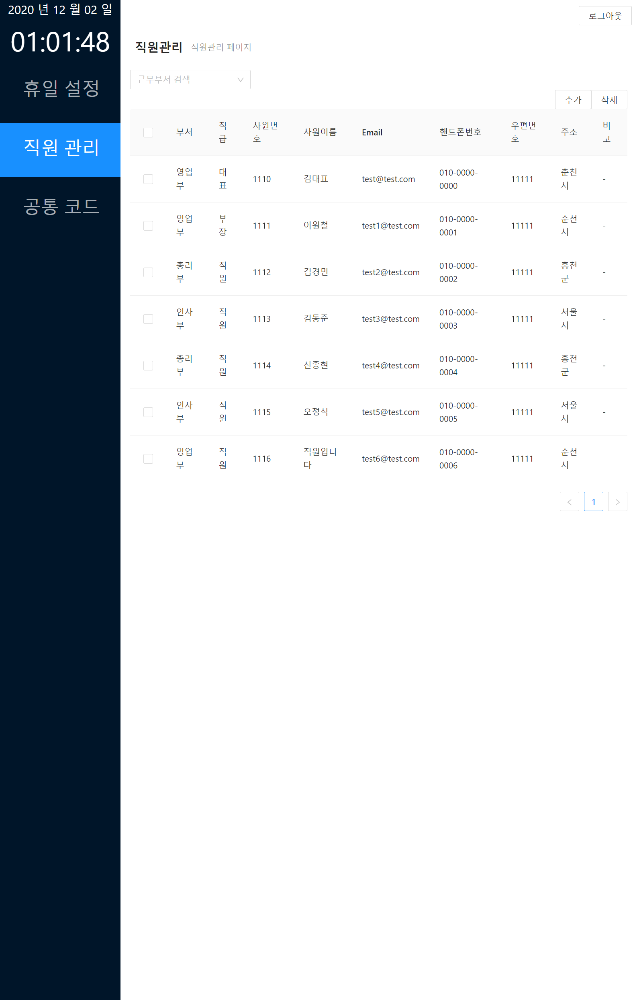 2020 년 12 월 02 일
01:01:48
휴일 설정
직원 관리
공통 코드
로그아웃
직원관리 직원관리 페이지
근무부서 검색
추가 삭제
부서 직급 사원번호 사원이름 Email 핸드폰번호 우편번호 주소 비고
영업부 대표 1110 김대표 test@test.com 010-0000-0000 11111 춘천시 -
영업부 부장 1111 이원철 test1@test.com 010-0000-0001 11111 춘천시 -
총리부 직원 1112 김경민 test2@test.com 010-0000-0002 11111 홍천군 -
인사부 직원 1113 김동준 test3@test.com 010-0000-0003 11111 서울시 -
총리부 직원 1114 신종현 test4@test.com 010-0000-0004 11111 홍천군 -
인사부 직원 1115 오정식 test5@test.com 010-0000-0005 11111 서울시 -
영업부 직원 1116 직원입니다 test6@test.com 010-0000-0006 11111 춘천시
1